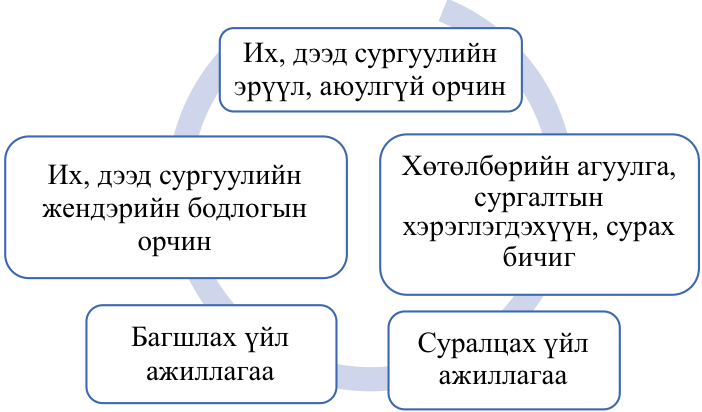 Их, дээд сургуулийн
эрүүл, аюулгүй орчин
Хөтөлбөрийн агуулга,
сургалтын
хэрэглэгдэхүүн, сурах
бичиг
Суралцах үйл
ажиллагаа
Багшлах үйл
ажиллагаа
Их, дээд сургуулийн
жендэрийн бодлогын
орчин